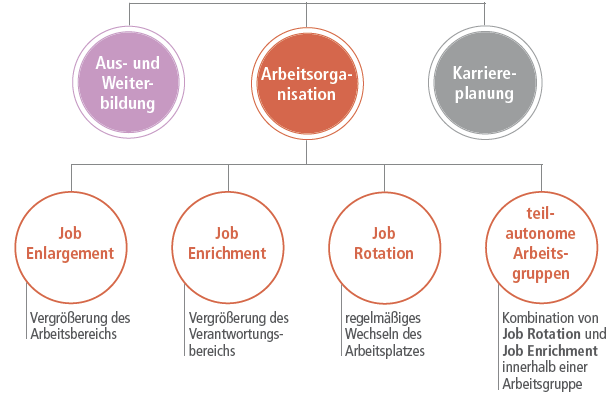 Aus- und
Weiter-
bildung
Arbeitsorga-
nisation
Karriere-
planung
Job
Enlargement
Job
Enrichment
Job
Rotation
teil-
autonome
Arbeits-
gruppen
Vergrößerung des
Arbeitsbereichs
Vergrößerung des
Verantwortungs-
bereichs
regelmäßiges
Wechseln des
Arbeitsplatzes
Kombination von
Job Rotation und
Job Enrichment
innerhalb einer
Arbeitsgruppe